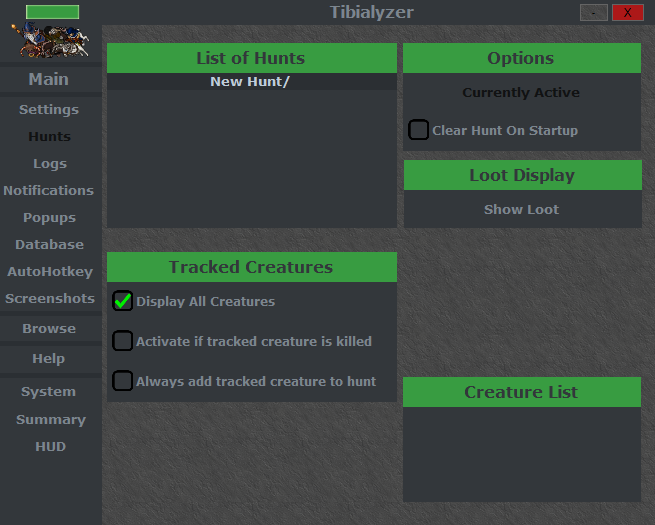 Tibialyzer
-
X
Main
Settings
Hunts
Logs
Notifications
Popups
Database
AutoHotkey
Screenshots
Browse
Help
System
Summary
HUD
List of Hunts
New Hunt/
Options
Currently Active
Clear Hunt On Startup
Loot Display
Show Loot
Tracked Creatures
Display All Creatures
Activate if tracked creature is killed
Always add tracked creature to hunt
Creature List